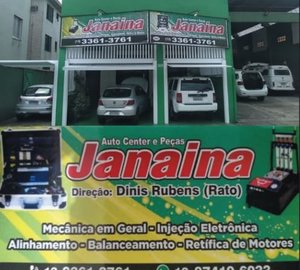 Janaina
3361-3761
Janaina
3361-3761
Auto Center e Peças
Janaina
Direção: Dinis Rubens (Rato)
Mecânica em Geral - Injeção Eletrônica
Alinhamento - Balanceamento - Retífica de Motores